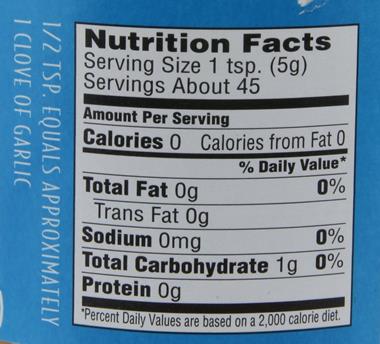 1/2 TSP. EQUALS APPROXIMATELY
1 CLOVE OF GARLIC
Nutrition Facts
Serving Size 1 tsp. (5g)
Servings About 45
Amount Per Serving
Calories 0 Calories from Fat 0
% Daily Value*
Total Fat 0g 0%
Trans Fat 0g
Sodium 0mg 0%
Total Carbohydrate 1g 0%
Protein 0g
*Percent Daily Values are based on a 2,000 calorie diet.